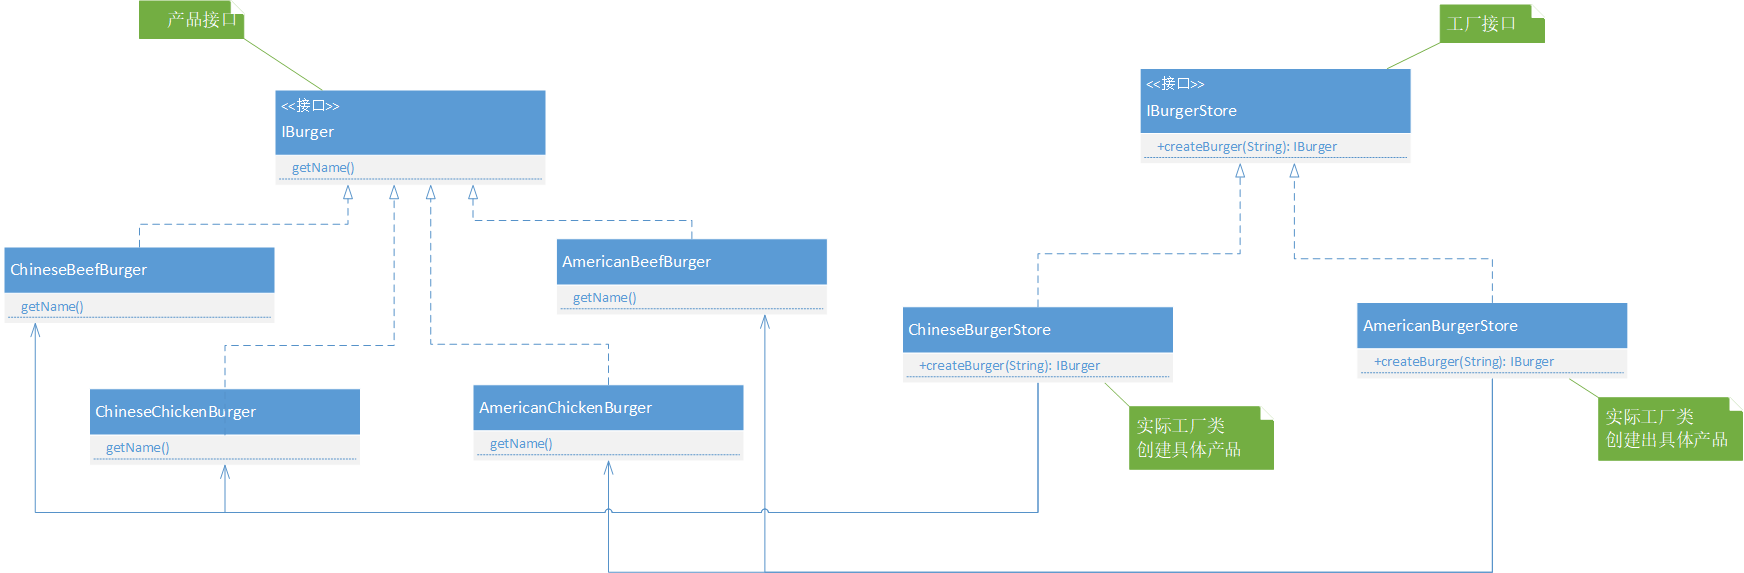 产品接口
工厂接口
<<接口>>
IBurger
getName()
<<接口>>
IBurgerStore
+createBurger(String): IBurger
ChineseBeefBurger
getName()
AmericanBeefBurger
getName()
ChineseBurgerStore
+createBurger(String): IBurger
AmericanBurgerStore
+createBurger(String): IBurger
ChineseChickenBurger
getName()
AmericanChickenBurger
getName()
实际工厂类
创建具体产品
实际工厂类
创建出具体产品